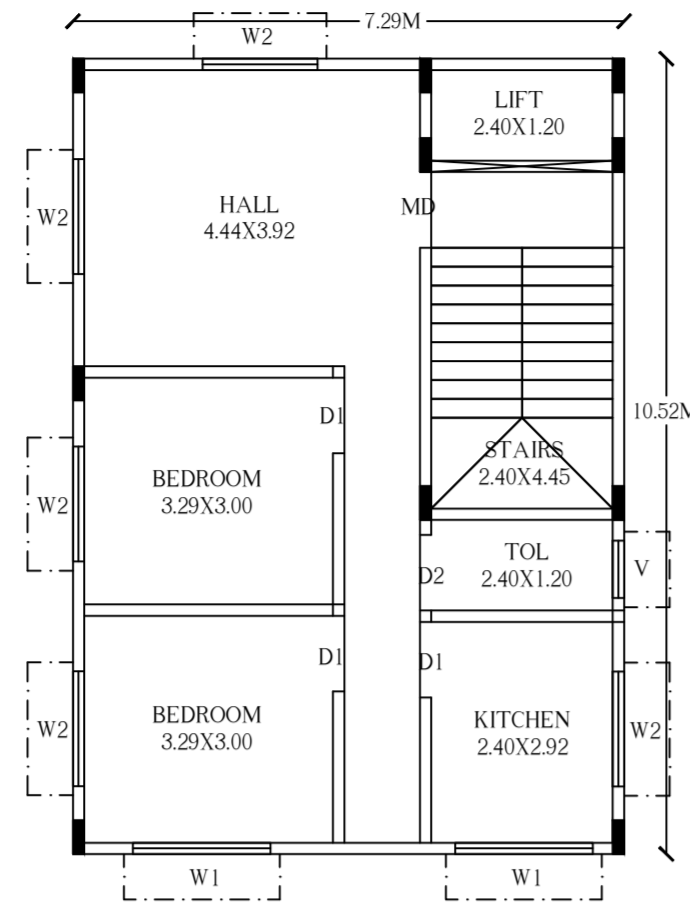 7.29M
W2
LIFT
2.40X1.20
W2
HALL
4.44X3.92
MD
10.52M
D1
STAIRS
2.40X4.45
W2
BEDROOM
3.29X3.00
TOL
2.40X1.20
V
D2
D1
D1
W2
BEDROOM
3.29X3.00
KITCHEN
2.40X2.92
W2
W1
W1